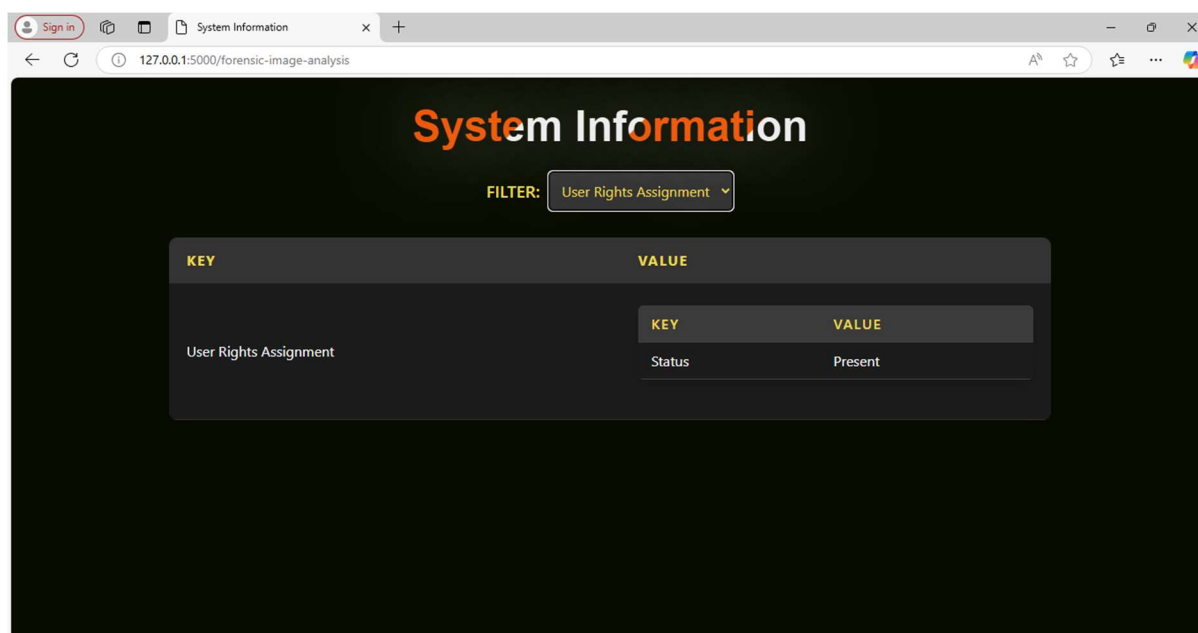 Sign in
System Information
127.0.0.1:5000/forensic-image-analysis
System Information
FILTER: User Rights Assignment
KEY VALUE
KEY VALUE
User Rights Assignment
Status Present